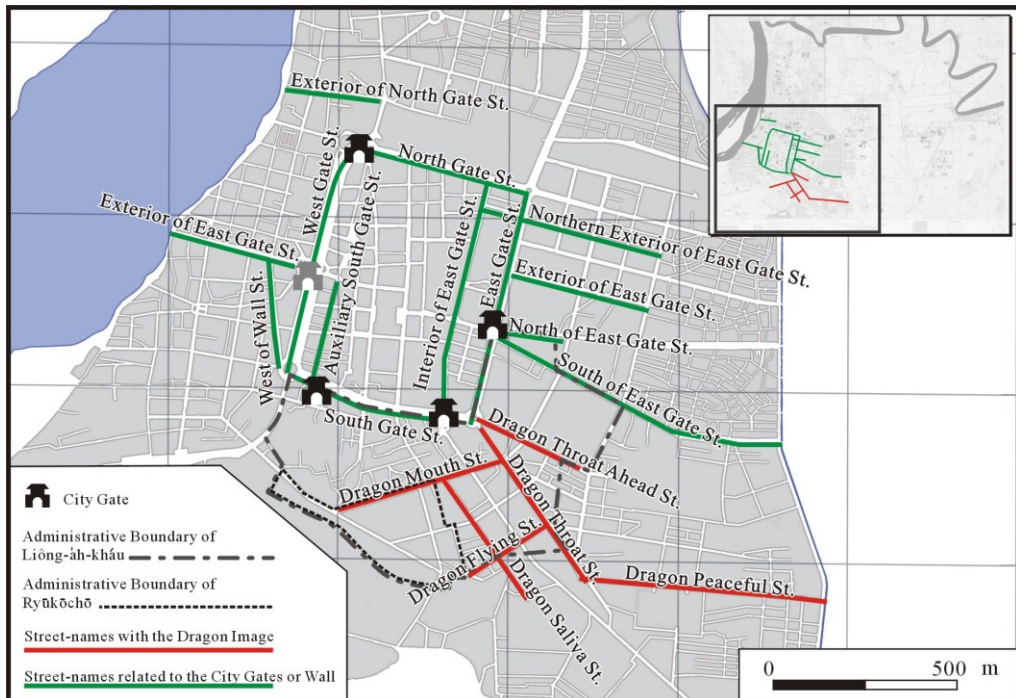 Exterior of North Gate St.
West Gate St.
North Gate St.
Exterior of East Gate St.
Auxiliary South Gate St.
Interior of East Gate St.
East Gate St.
Northern Exterior of East Gate St.
Exterior of East Gate St.
North of East Gate St.
South of East Gate St.
West of Wall St.
South Gate St.
Dragon Throat Ahead St.
Dragon Mouth St.
Dragon Throat St.
Dragon Flying St.
Dragon Saliva St.
Dragon Peaceful St.
City Gate
Administrative Boundary of
Liông-a̍h-kháu
Administrative Boundary of
Ryūkōchō
Street-names with the Dragon Image
Street-names related to the City Gates or Wall
0 500 m